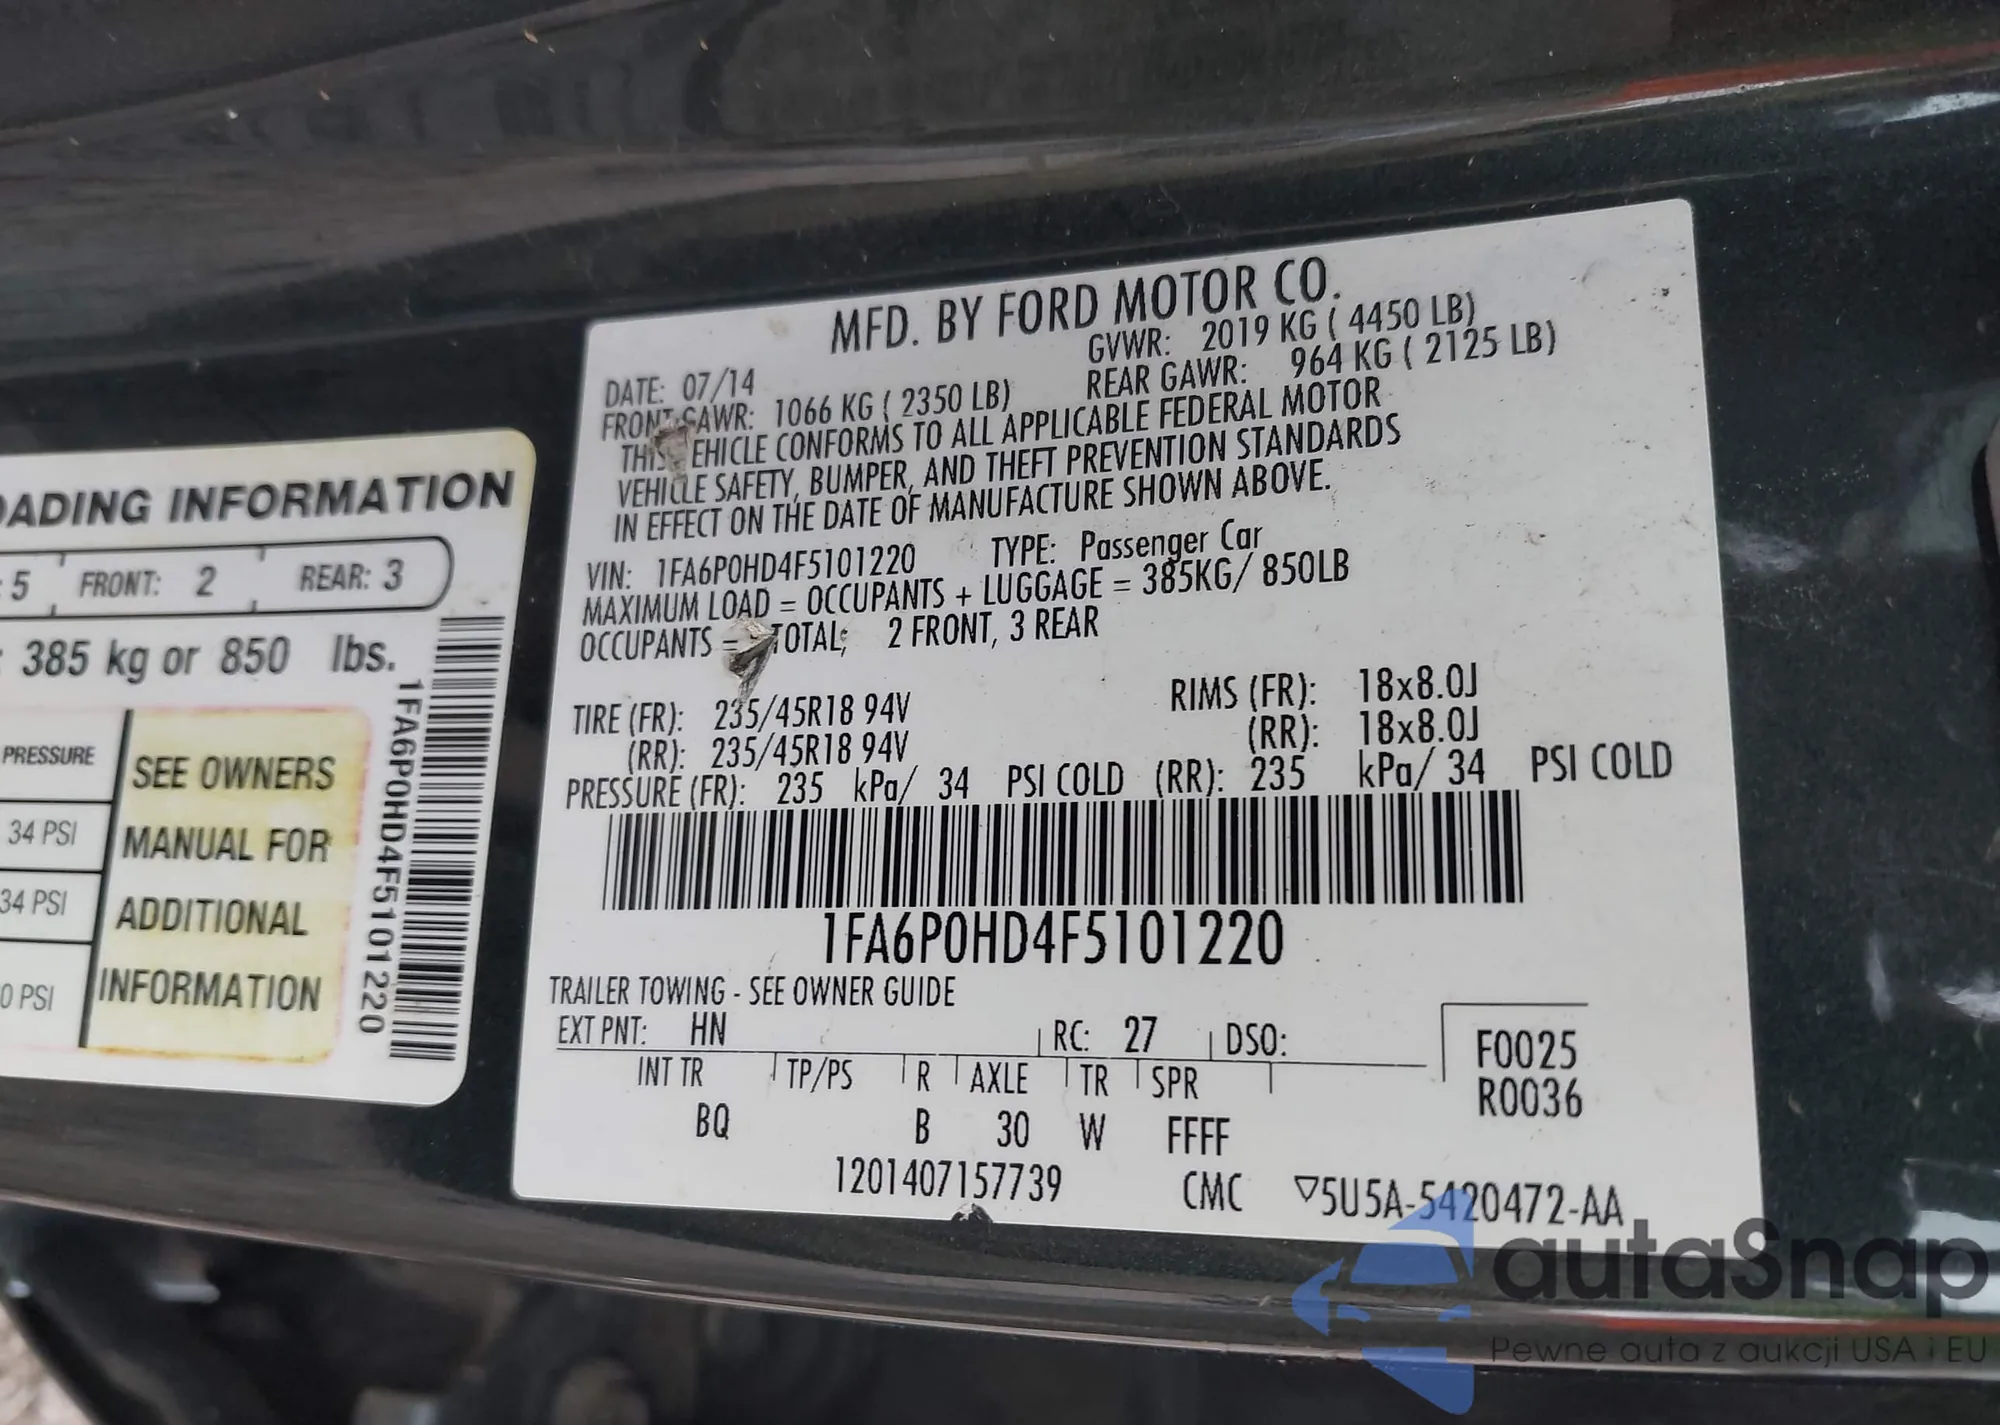 MFD. BY FORD MOTOR CO.
DATE: 07/14 GVWR: 2019 KG ( 4450 LB)
FRONT GAWR: 1066 KG ( 2350 LB) REAR GAWR: 964 KG ( 2125 LB)
THIS VEHICLE CONFORMS TO ALL APPLICABLE FEDERAL MOTOR
VEHICLE SAFETY, BUMPER, AND THEFT PREVENTION STANDARDS
IN EFFECT ON THE DATE OF MANUFACTURE SHOWN ABOVE.
VIN: 1FA6P0HD4F5101220 TYPE: Passenger Car
MAXIMUM LOAD = OCCUPANTS + LUGGAGE = 385KG/ 850LB
OCCUPANTS = TOTAL; 2 FRONT, 3 REAR
TIRE (FR): 235/45R18 94V RIMS (FR): 18x8.0J
(RR): 235/45R18 94V (RR): 18x8.0J
PRESSURE (FR): 235 kPa/ 34 PSI COLD (RR): 235 kPa/ 34 PSI COLD
1FA6P0HD4F5101220
TRAILER TOWING - SEE OWNER GUIDE
EXT PNT: HN RC: 27 DSO: F0025
R0036
INT TR TP/PS R AXLE TR SPR
BQ B 30 W FFFF
1201407157739 CMC ▽5U5A-5420472-AA
OADING INFORMATION
: 5 FRONT: 2 REAR: 3
: 385 kg or 850 lbs.
PRESSURE
34 PSI
34 PSI
0 PSI
SEE OWNERS
MANUAL FOR
ADDITIONAL
INFORMATION
1FA6P0HD4F5101220
autaSnap
Pewne auta z aukcji USA i EU